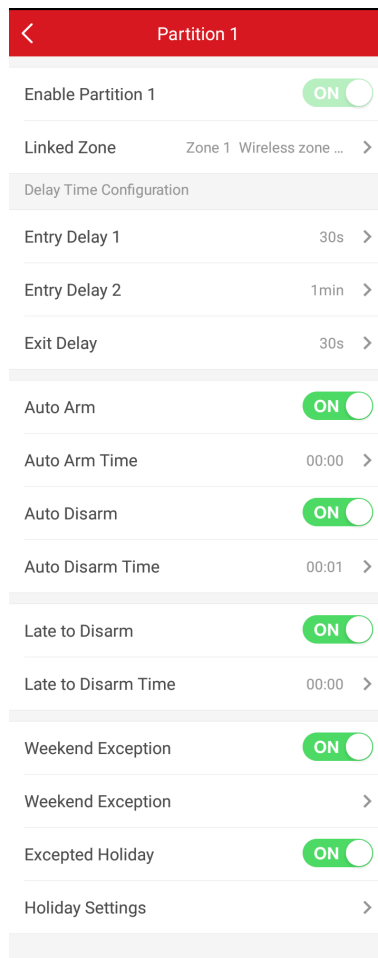 Partition 1
Enable Partition 1 ON
Linked Zone Zone 1 Wireless zone ...
Delay Time Configuration
Entry Delay 1 30s
Entry Delay 2 1min
Exit Delay 30s
Auto Arm ON
Auto Arm Time 00:00
Auto Disarm ON
Auto Disarm Time 00:01
Late to Disarm ON
Late to Disarm Time 00:00
Weekend Exception ON
Weekend Exception
Excepted Holiday ON
Holiday Settings